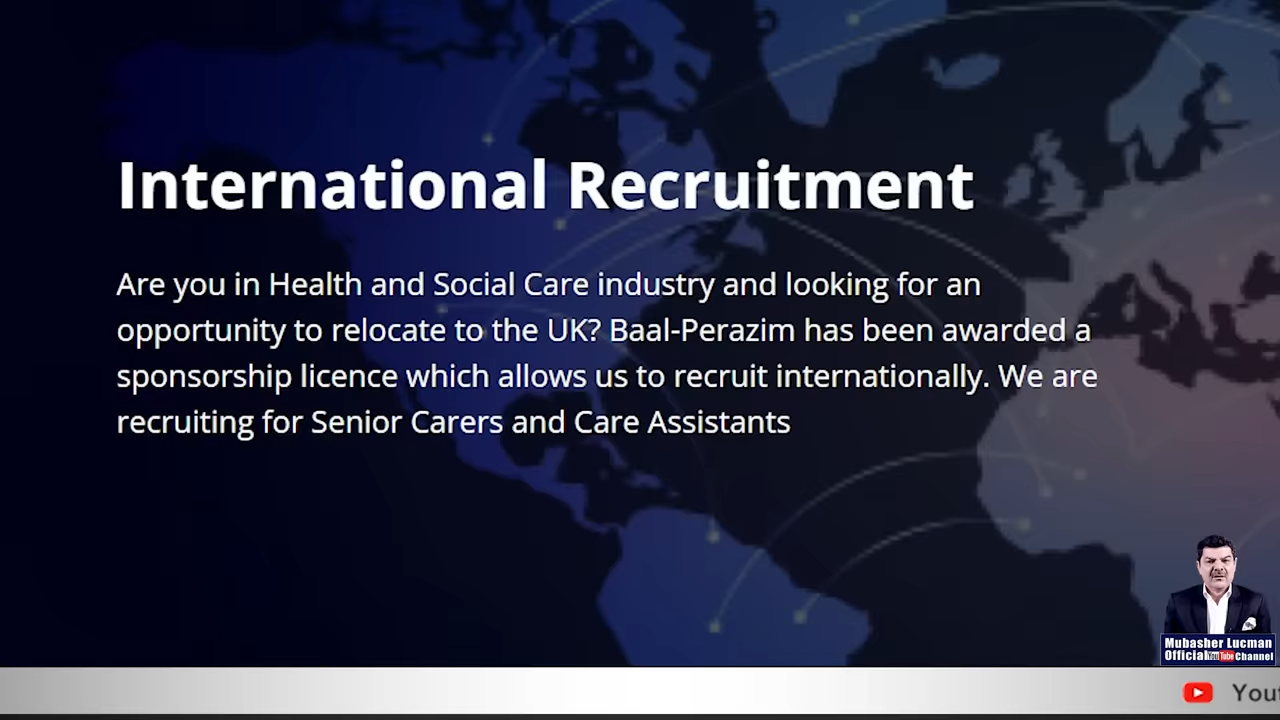 International Recruitment
Are you in Health and Social Care industry and looking for an
opportunity to relocate to the UK? Baal-Perazim has been awarded a
sponsorship licence which allows us to recruit internationally. We are
recruiting for Senior Carers and Care Assistants
Mubasher Lucman
Official YouTube Channel